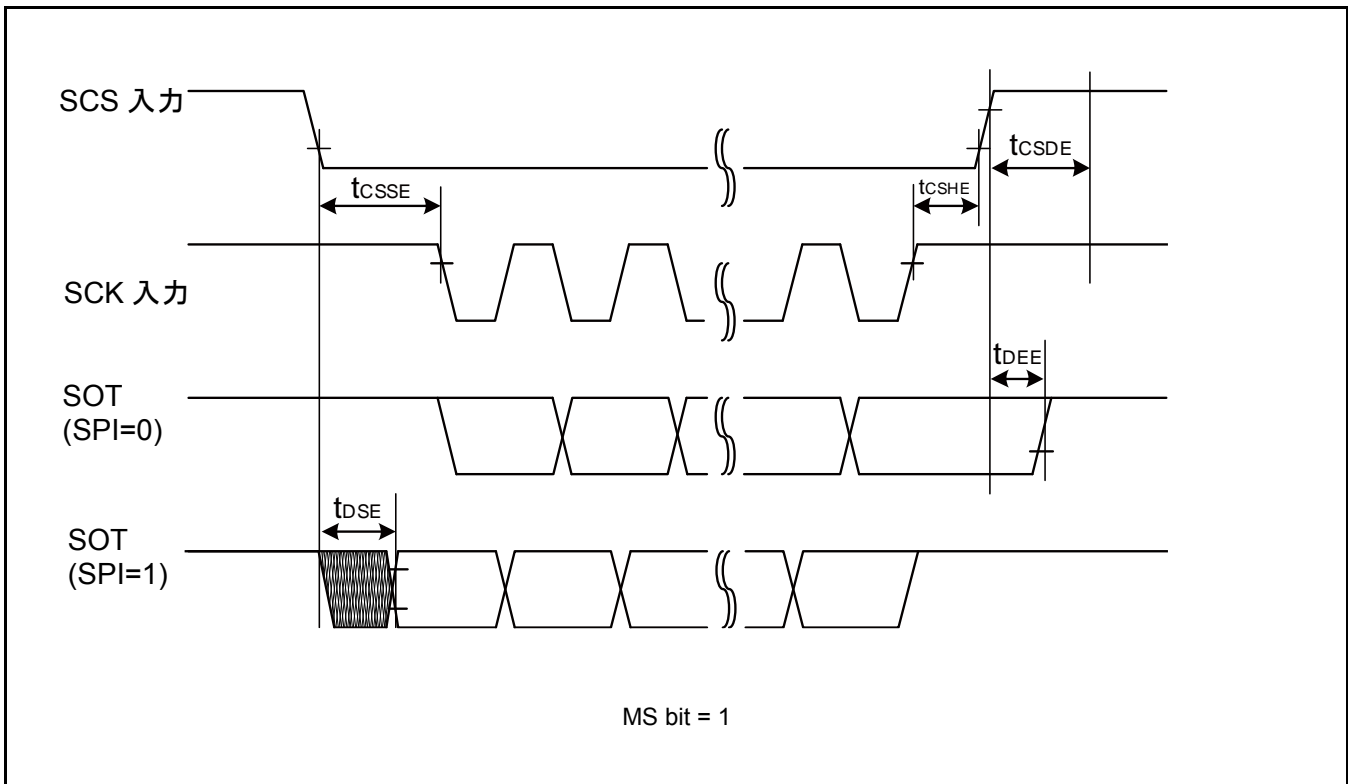 SCS 入力
tCSDE
tCSSE
tCSHE
SCK 入力
tDEE
SOT
(SPI=0)
tDSE
SOT
(SPI=1)
MS bit = 1